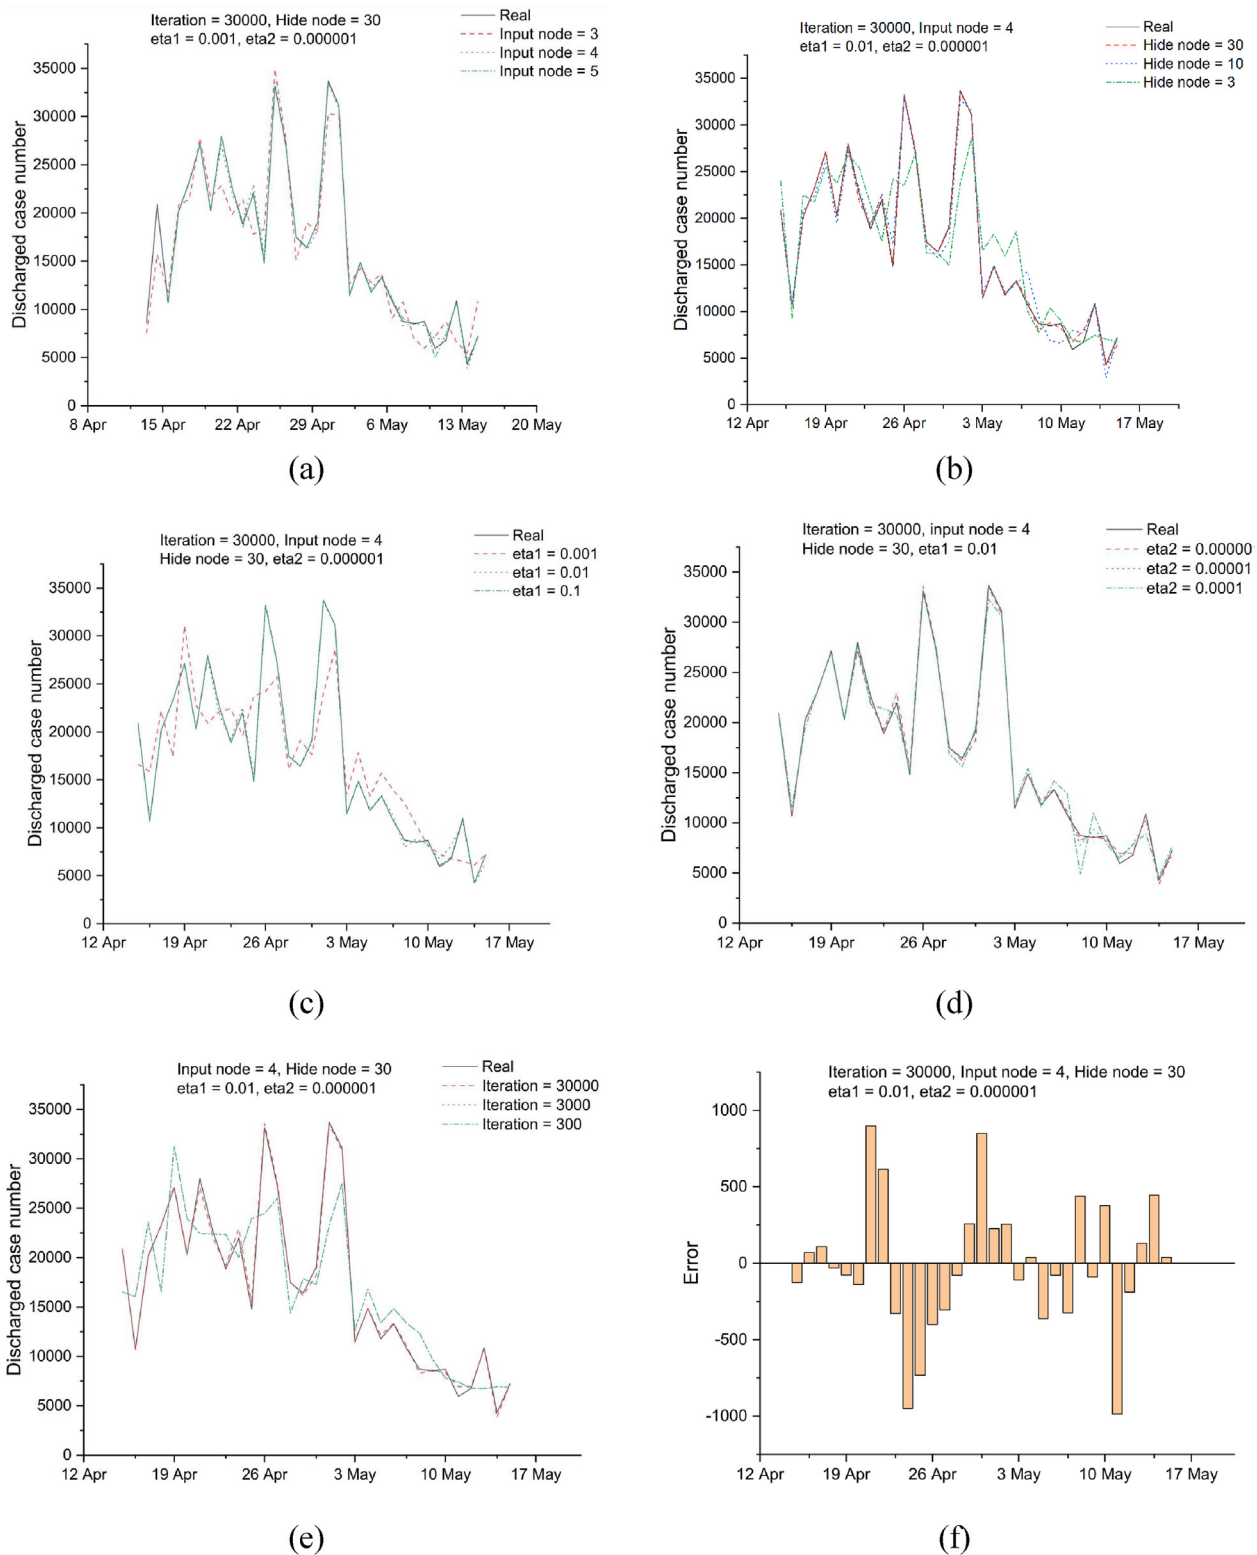 Iteration = 30000, Hide node = 30
eta1 = 0.001, eta2 = 0.000001
Real
Input node = 3
Input node = 4
Input node = 5
Discharged case number
35000
30000
25000
20000
15000
10000
5000
0
8 Apr 15 Apr 22 Apr 29 Apr 6 May 13 May 20 May
(a)
Iteration = 30000, Input node = 4
eta1 = 0.01, eta2 = 0.000001
Real
Hide node = 30
Hide node = 10
Hide node = 3
Discharged case number
35000
30000
25000
20000
15000
10000
5000
0
12 Apr 19 Apr 26 Apr 3 May 10 May 17 May
(b)
Iteration = 30000, Input node = 4
Hide node = 30, eta2 = 0.000001
Real
eta1 = 0.001
eta1 = 0.01
eta1 = 0.1
Discharged case number
35000
30000
25000
20000
15000
10000
5000
0
12 Apr 19 Apr 26 Apr 3 May 10 May 17 May
(c)
Iteration = 30000, input node = 4
Hide node = 30, eta1 = 0.01
Real
eta2 = 0.00000
eta2 = 0.00001
eta2 = 0.0001
Discharged case number
35000
30000
25000
20000
15000
10000
5000
0
12 Apr 19 Apr 26 Apr 3 May 10 May 17 May
(d)
Input node = 4, Hide node = 30
eta1 = 0.01, eta2 = 0.000001
Real
Iteration = 30000
Iteration = 3000
Iteration = 300
Discharged case number
35000
30000
25000
20000
15000
10000
5000
0
12 Apr 19 Apr 26 Apr 3 May 10 May 17 May
(e)
Iteration = 30000, Input node = 4, Hide node = 30
eta1 = 0.01, eta2 = 0.000001
Error
1000
500
0
-500
-1000
12 Apr 19 Apr 26 Apr 3 May 10 May 17 May
(f)